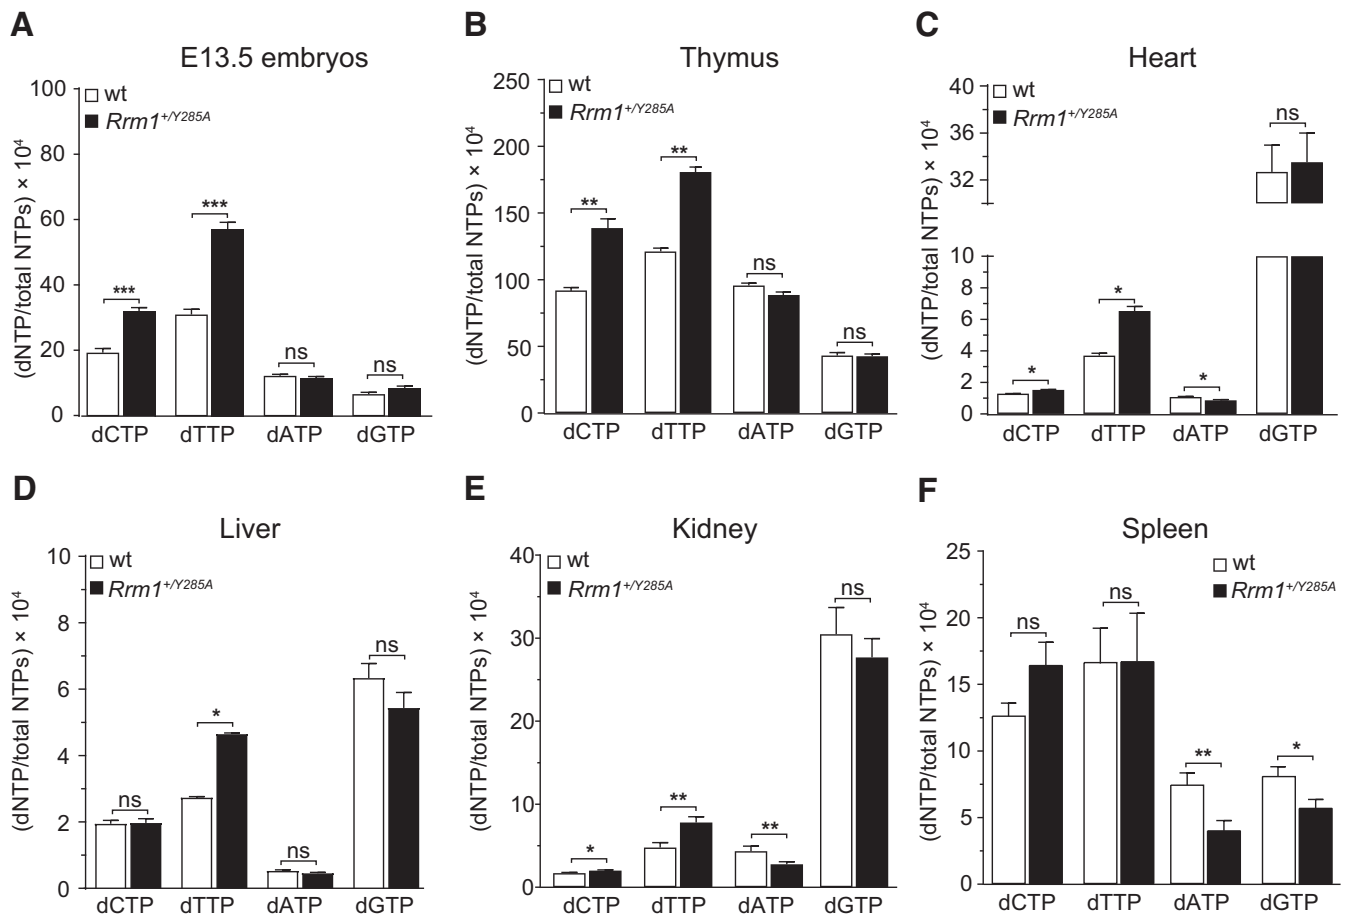 A
E13.5 embryos
(dNTP/total NTPs) × 10⁴
100
80
60
40
20
0
wt
Rrm1+/Y285A
***
***
ns
ns
dCTP dTTP dATP dGTP
B
Thymus
(dNTP/total NTPs) × 10⁴
250
200
150
100
50
0
wt
Rrm1+/Y285A
**
**
ns
ns
dCTP dTTP dATP dGTP
C
Heart
(dNTP/total NTPs) × 10⁴
40
36
32
10
8
6
4
2
0
wt
Rrm1+/Y285A
*
*
*
ns
dCTP dTTP dATP dGTP
D
Liver
(dNTP/total NTPs) × 10⁴
10
8
6
4
2
0
wt
Rrm1+/Y285A
ns
*
ns
ns
dCTP dTTP dATP dGTP
E
Kidney
(dNTP/total NTPs) × 10⁴
40
30
20
10
0
wt
Rrm1+/Y285A
*
**
**
ns
dCTP dTTP dATP dGTP
F
Spleen
(dNTP/total NTPs) × 10⁴
25
20
15
10
5
0
wt
Rrm1+/Y285A
ns
ns
**
*
dCTP dTTP dATP dGTP